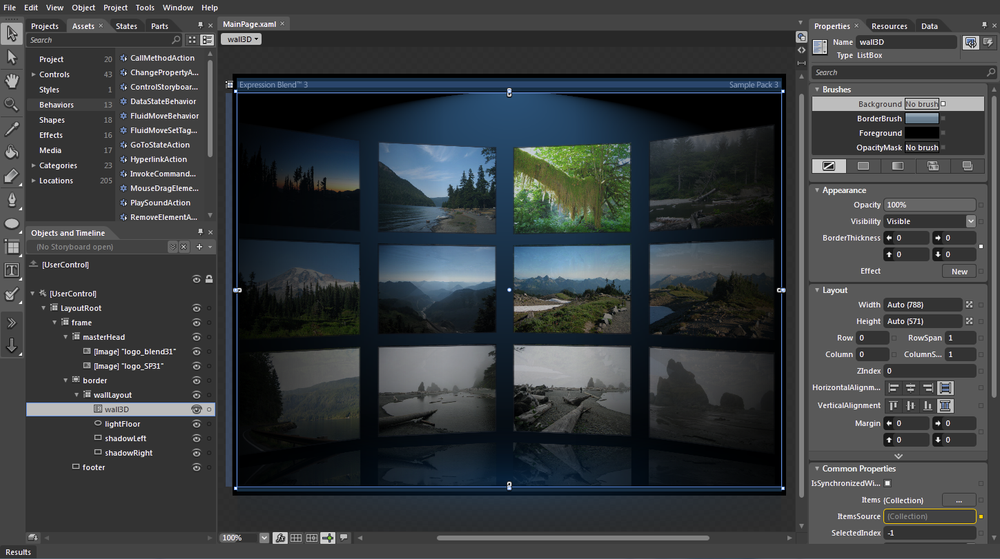 File Edit View Object Project Tools Window Help
Projects Assets × States Parts
Search
Project 20
Controls 43
Styles 1
Behaviors 13
Shapes 18
Effects 16
Media 17
Categories 23
Locations 205
CallMethodAction
ChangePropertyA...
ControlStoryboar...
DataStateBehavior
FluidMoveBehavior
FluidMoveSetTag...
GoToStateAction
HyperlinkAction
InvokeCommand...
MouseDragEleme...
PlaySoundAction
RemoveElementA...
Objects and Timeline
(No Storyboard open)
[UserControl]
[UserControl]
LayoutRoot
frame
masterHead
[Image] "logo_blend31"
[Image] "logo_SP31"
border
wallLayout
wall3D
lightFloor
shadowLeft
shadowRight
footer
Results
MainPage.xaml ×
wall3D
Expression Blend™ 3
Sample Pack 3
100%
Properties × Resources Data
Name wall3D
Type ListBox
Search
Brushes
Background No brush
BorderBrush
Foreground
OpacityMask No brush
Appearance
Opacity 100%
Visibility Visible
BorderThickness 0 0
0 0
Effect New
Layout
Width Auto (788)
Height Auto (571)
Row 0 RowSpan 1
Column 0 ColumnS... 1
ZIndex 0
HorizontalAlignm...
VerticalAlignment
Margin 0 0
0 0
Common Properties
IsSynchronizedWi...
Items (Collection) ...
ItemsSource (Collection)
SelectedIndex -1